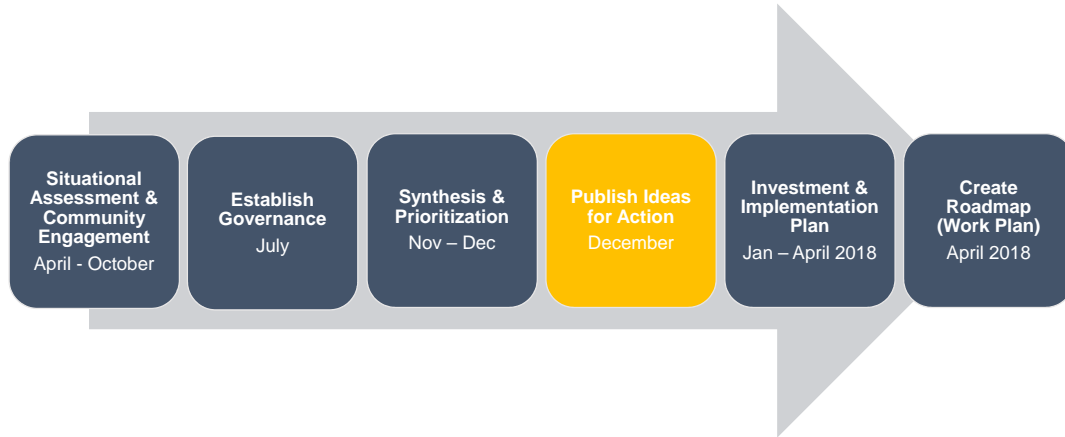 Situational
Assessment &
Community
Engagement
April - October
Establish
Governance
July
Synthesis &
Prioritization
Nov – Dec
Publish Ideas
for Action
December
Investment &
Implementation
Plan
Jan – April 2018
Create
Roadmap
(Work Plan)
April 2018